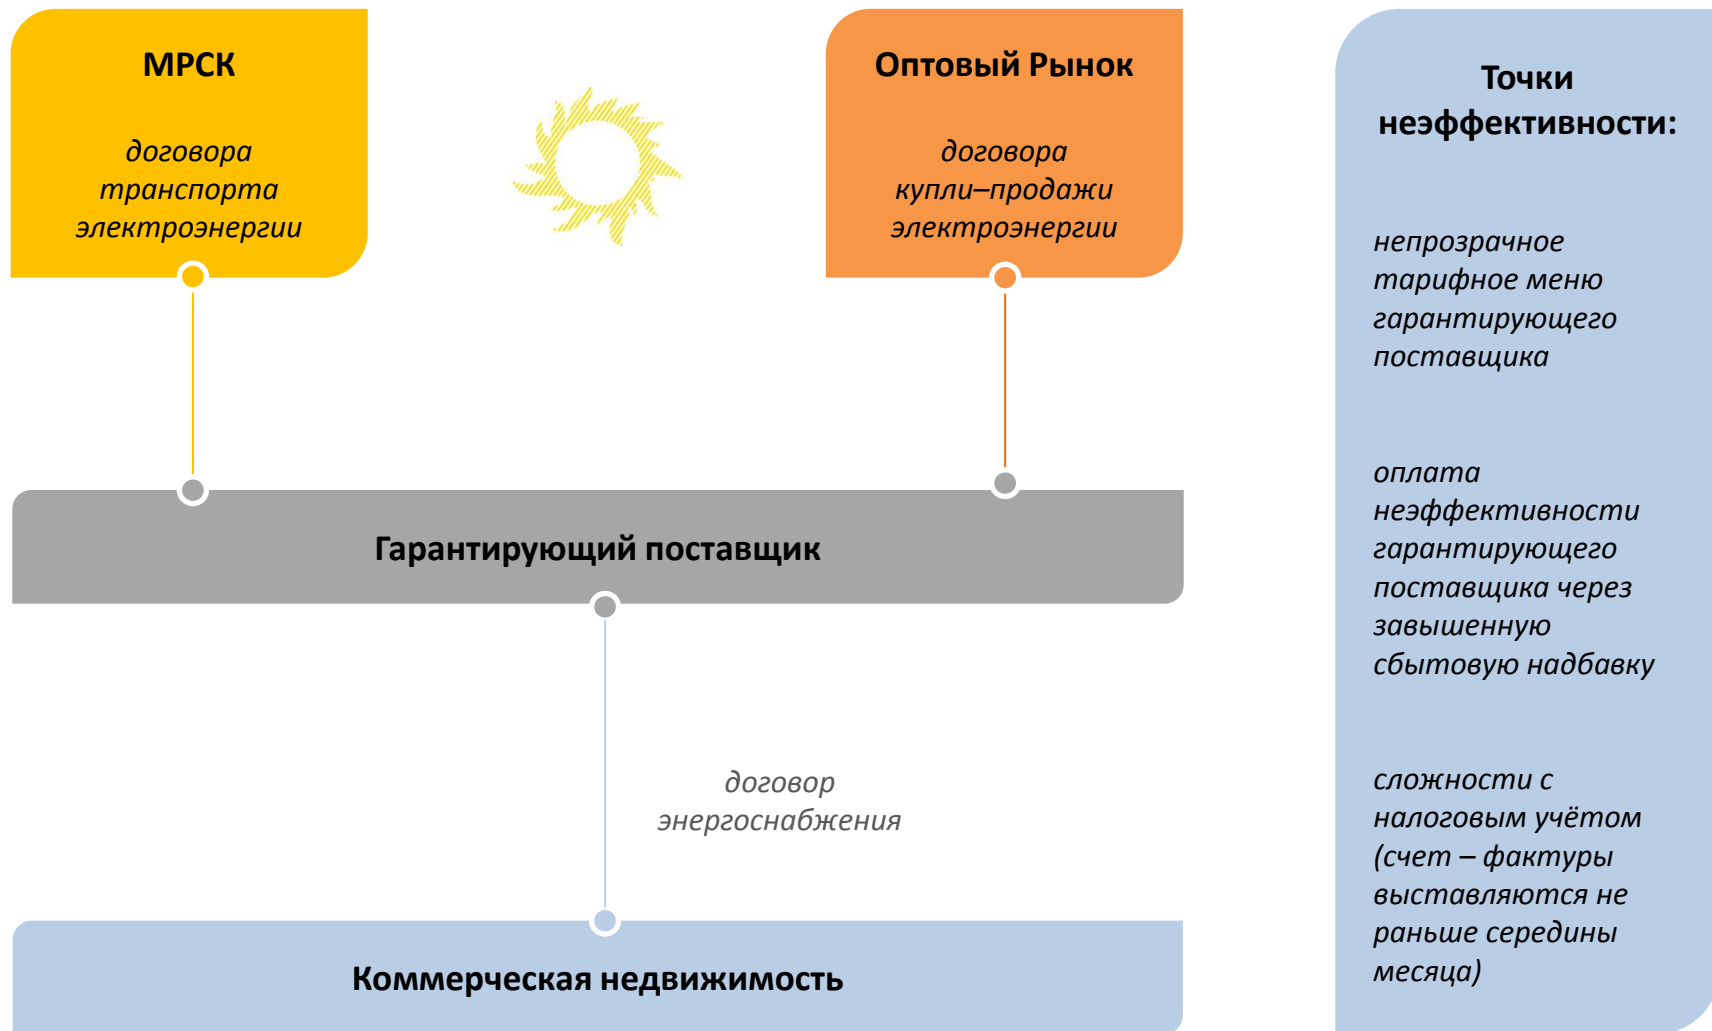 МРСК
договора
транспорта
электроэнергии
Оптовый Рынок
договора
купли–продажи
электроэнергии
Гарантирующий поставщик
договор
энергоснабжения
Коммерческая недвижимость
Точки
неэффективности:
непрозрачное
тарифное меню
гарантирующего
поставщика
оплата
неэффективности
гарантирующего
поставщика через
завышенную
сбытовую надбавку
сложности с
налоговым учётом
(счет – фактуры
выставляются не
раньше середины
месяца)